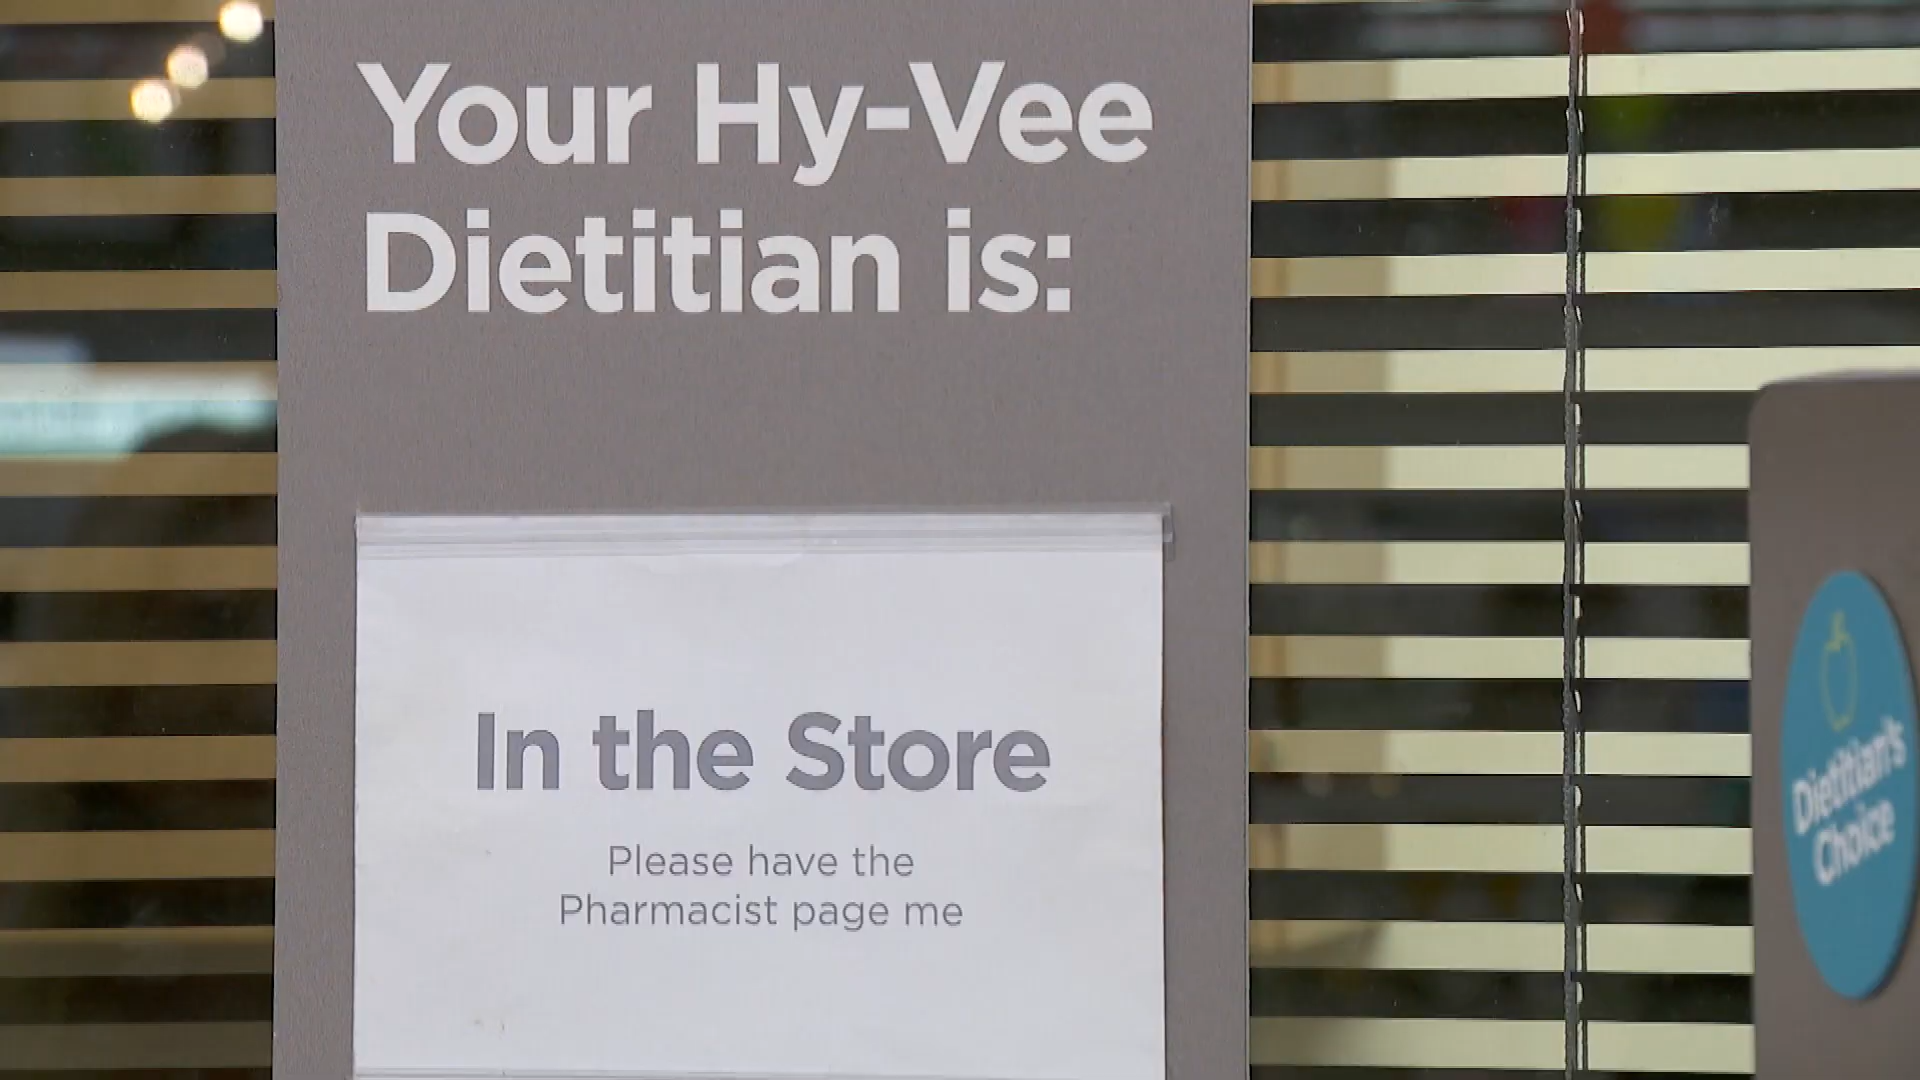 Your Hy-Vee
Dietitian is:
In the Store
Please have the
Pharmacist page me
Dietitian's
Choice